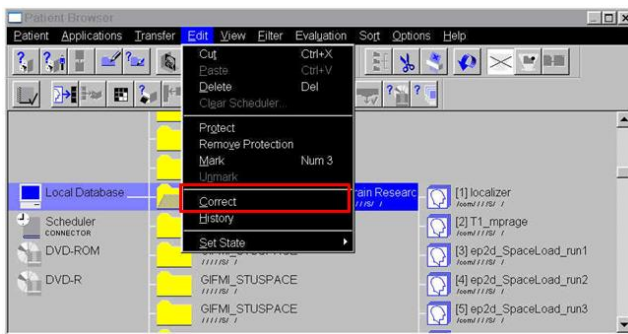 Patient Browser
Patient Applications Transfer Edit View Filter Evaluation Sort Options Help
Cut Ctrl+X
Paste Ctrl+V
Delete Del
Clear Scheduler...
Protect
Remove Protection
Mark Num 3
Unmark
Correct
History
Set State
Local Database
Scheduler
CONNECTOR
DVD-ROM
DVD-R
rain Researc
GIFMI_STUSPACE
GIFMI_STUSPACE
[1] localizer
[2] T1_mprage
[3] ep2d_SpaceLoad_run1
[4] ep2d_SpaceLoad_run2
[5] ep2d_SpaceLoad_run3